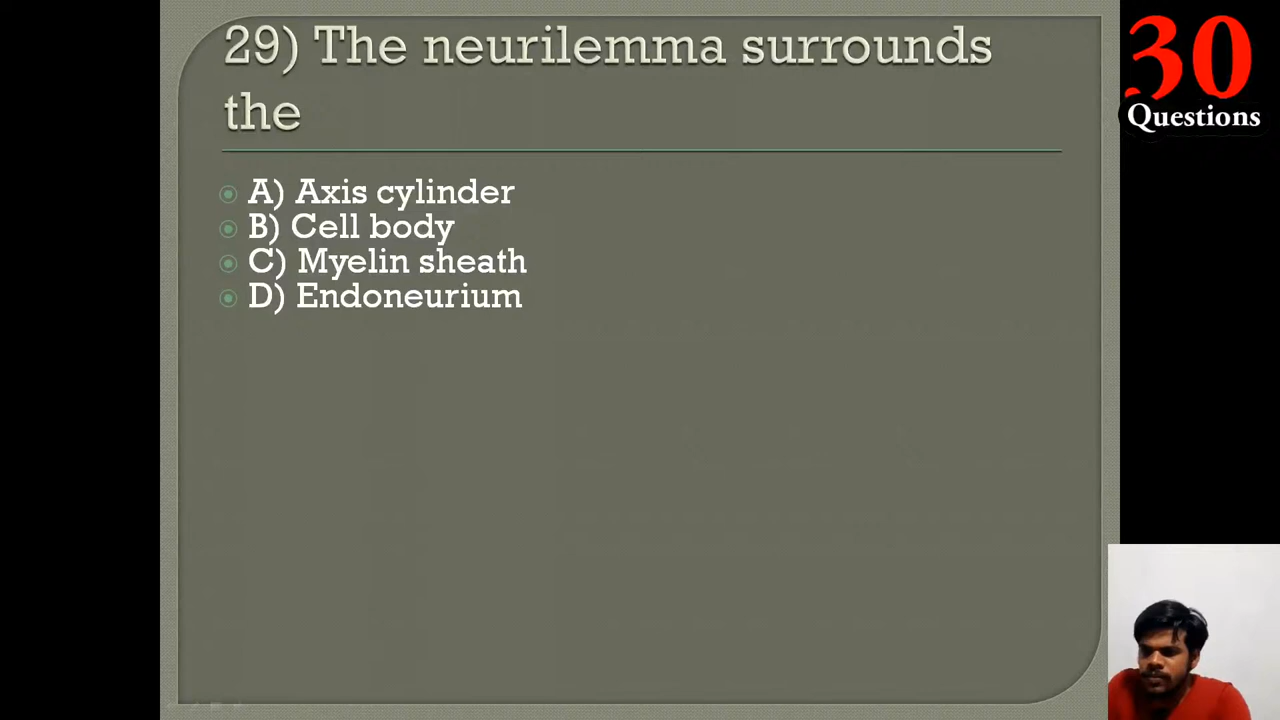 29) The neurilemma surrounds
the
A) Axis cylinder
B) Cell body
C) Myelin sheath
D) Endoneurium
30
Questions